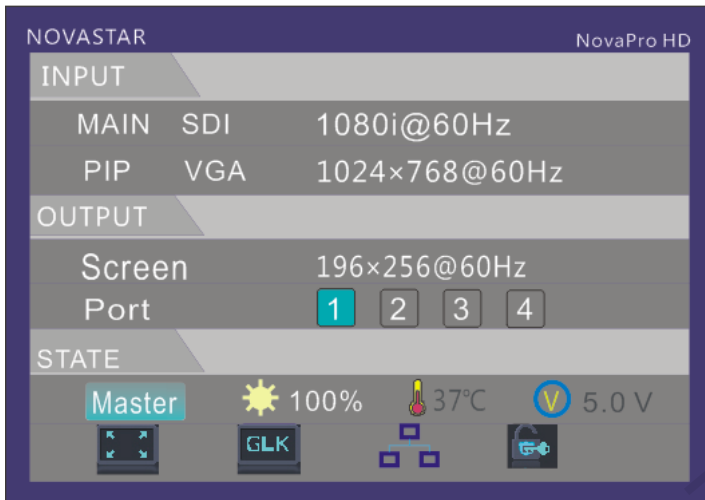 NOVASTAR NovaPro HD
INPUT
MAIN SDI 1080i@60Hz
PIP VGA 1024×768@60Hz
OUTPUT
Screen 196×256@60Hz
Port 1 2 3 4
STATE
Master 100% 37℃ V 5.0 V
GLK